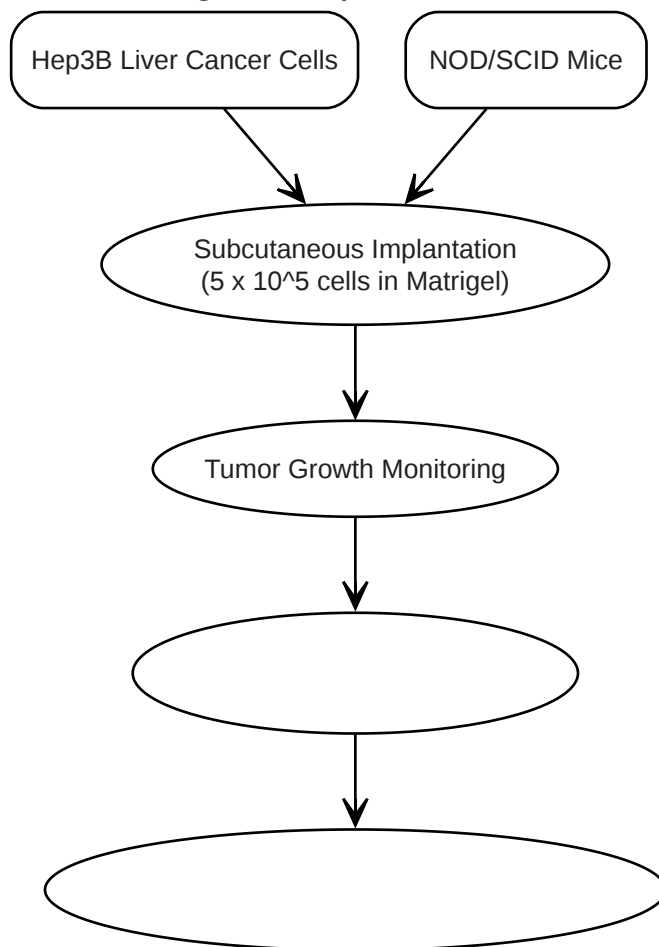 Hep3B Liver Cancer Cells
NOD/SCID Mice
Subcutaneous Implantation
(5 x 10^5 cells in Matrigel)
Tumor Growth Monitoring